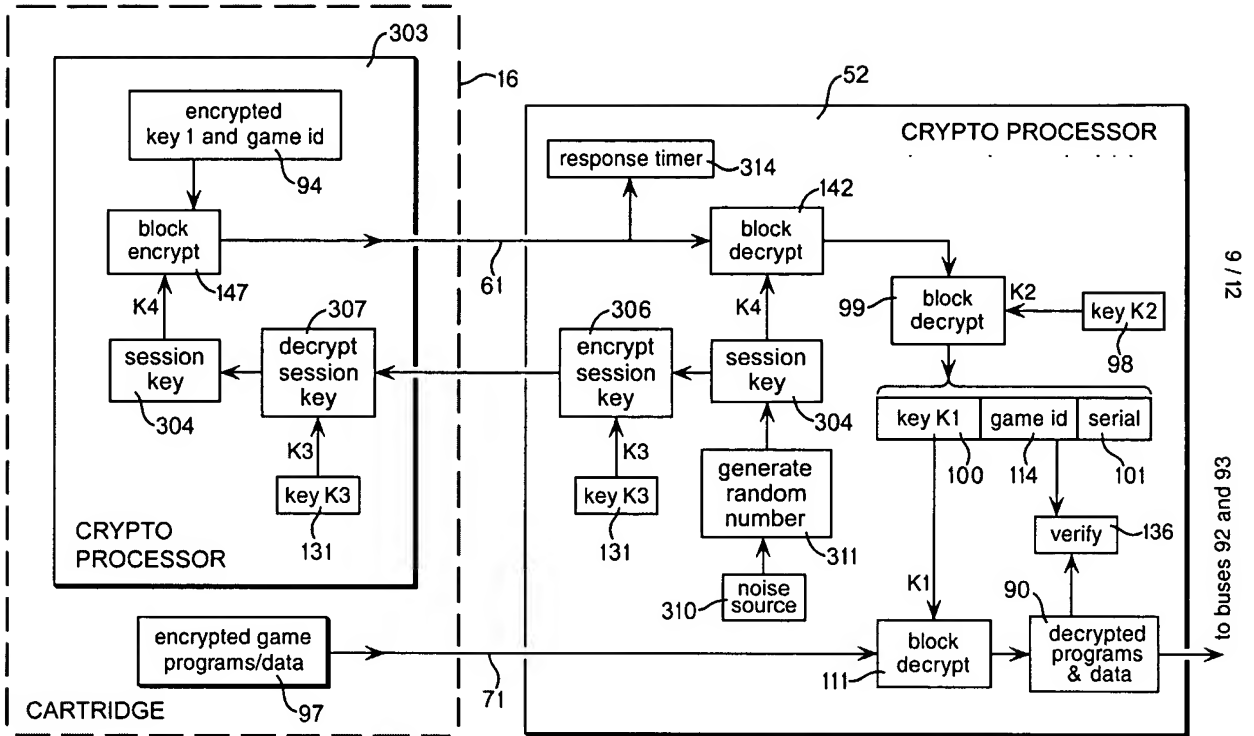 303
16
encrypted
key 1 and game id
94
block
encrypt
147
K4
session
key
304
307
decrypt
session
key
K3
key K3
131
CRYPTO
PROCESSOR
encrypted game
programs/data
97
CARTRIDGE
61
71
52
CRYPTO PROCESSOR
response timer
314
142
block
decrypt
K4
306
encrypt
session
key
K3
key K3
131
session
key
304
generate
random
number
311
noise
source
310
99
block
decrypt
K2
key K2
98
key K1
game id
serial
100
114
101
verify
136
K1
block
decrypt
111
90
decrypted
programs
& data
to buses 92 and 93
9 / 12